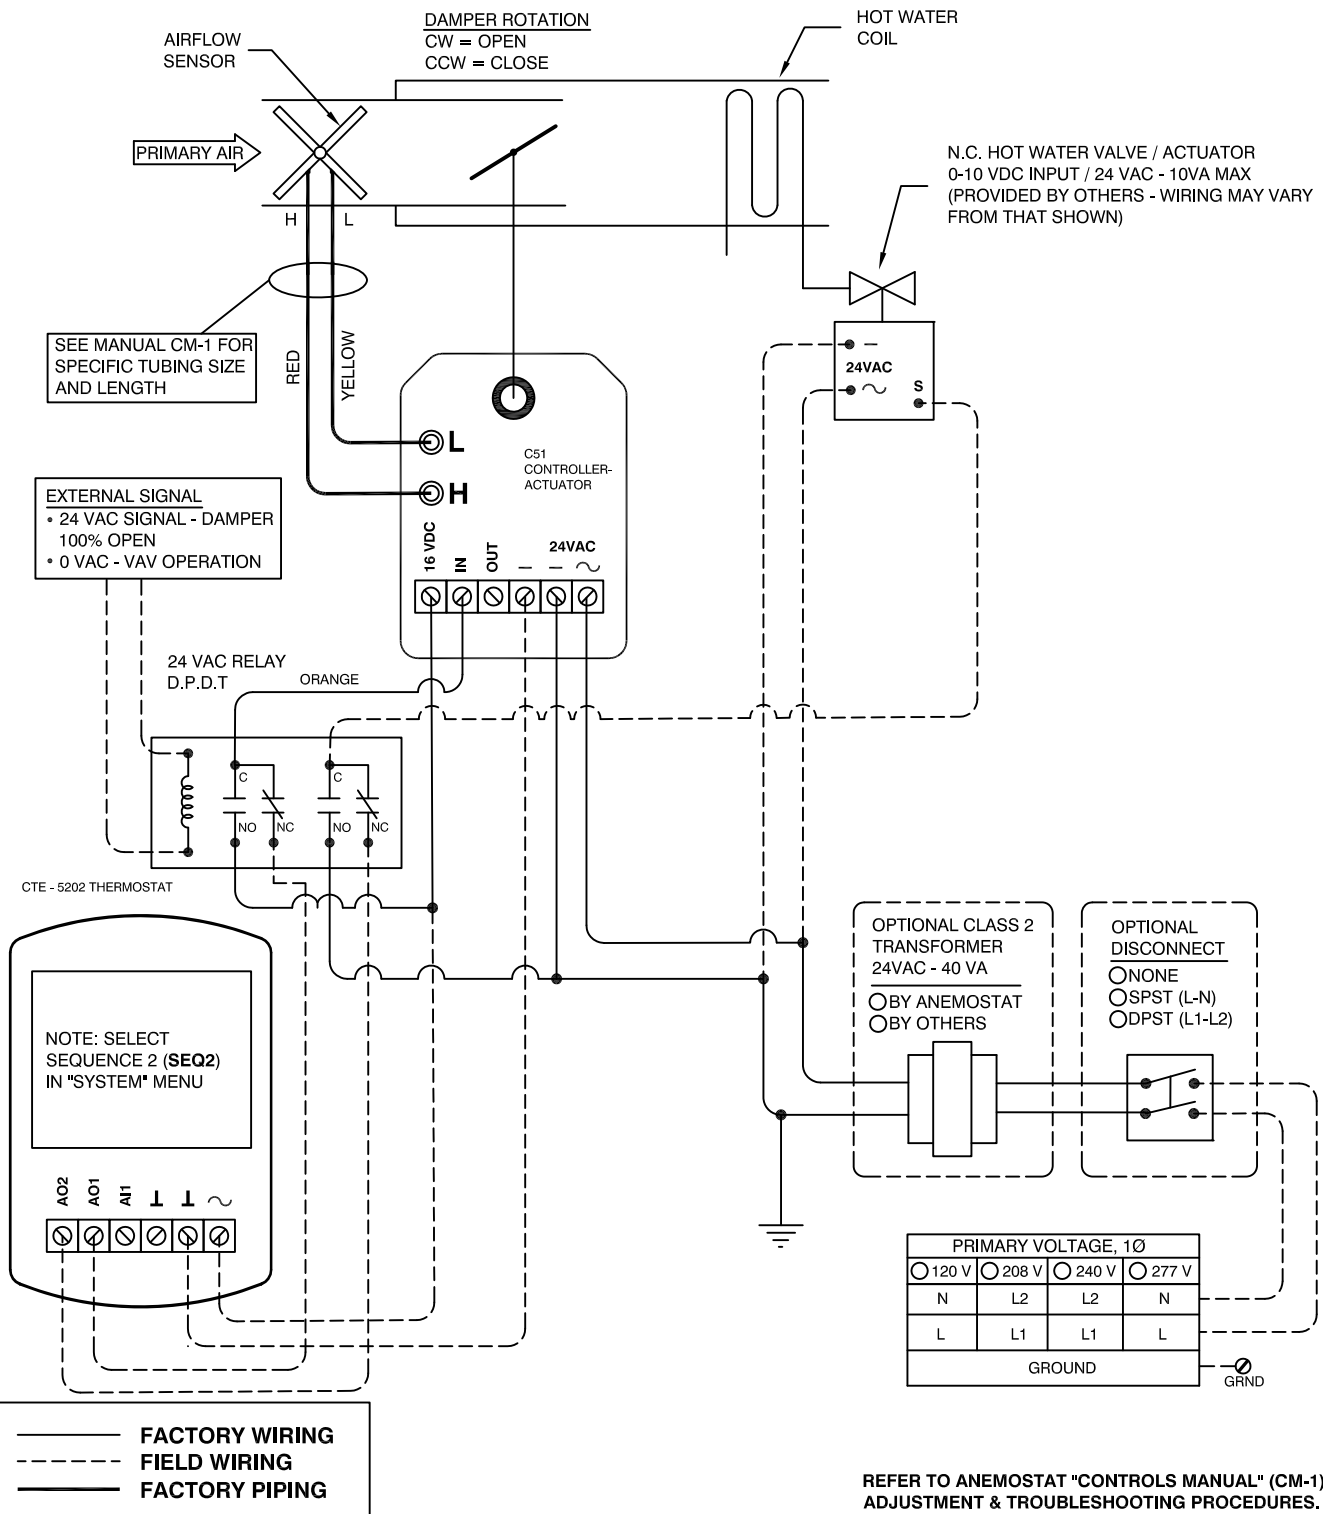 DAMPER ROTATION
CW = OPEN
CCW = CLOSE
HOT WATER
COIL
AIRFLOW
SENSOR
PRIMARY AIR
H
L
N.C. HOT WATER VALVE / ACTUATOR
0-10 VDC INPUT / 24 VAC - 10VA MAX
(PROVIDED BY OTHERS - WIRING MAY VARY
FROM THAT SHOWN)
SEE MANUAL CM-1 FOR
SPECIFIC TUBING SIZE
AND LENGTH
RED
YELLOW
24VAC
S
L
H
C51
CONTROLLER-
ACTUATOR
16 VDC
IN
OUT
24VAC
EXTERNAL SIGNAL
• 24 VAC SIGNAL - DAMPER
100% OPEN
• 0 VAC - VAV OPERATION
24 VAC RELAY
D.P.D.T
ORANGE
C
NO
NC
C
NO
NC
CTE - 5202 THERMOSTAT
NOTE: SELECT
SEQUENCE 2 (SEQ2)
IN "SYSTEM" MENU
AO2
AO1
AI1
OPTIONAL CLASS 2
TRANSFORMER
24VAC - 40 VA
BY ANEMOSTAT
BY OTHERS
OPTIONAL
DISCONNECT
NONE
SPST (L-N)
DPST (L1-L2)
PRIMARY VOLTAGE, 1Ø
120 V 208 V 240 V 277 V
N L2 L2 N
L L1 L1 L
GROUND
GRND
FACTORY WIRING
FIELD WIRING
FACTORY PIPING
REFER TO ANEMOSTAT "CONTROLS MANUAL" (CM-1)
ADJUSTMENT & TROUBLESHOOTING PROCEDURES.